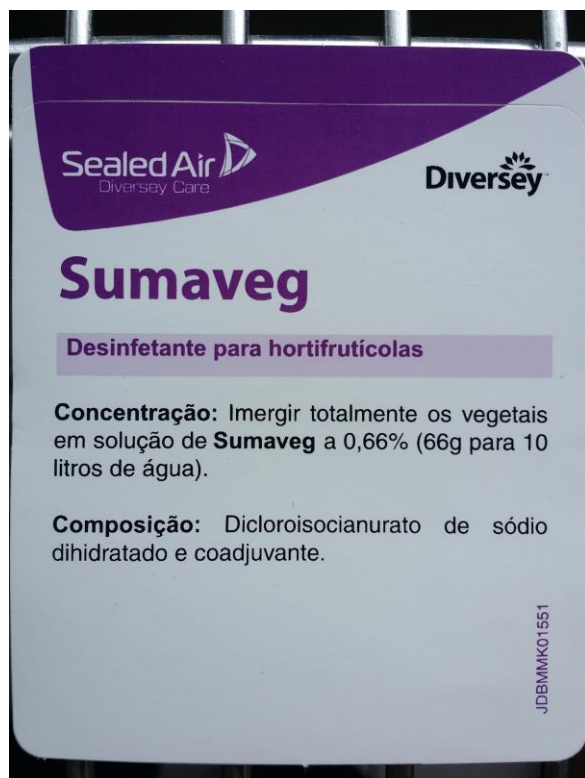 Sealed Air
Diversey Care
Diversey™
Sumaveg
Desinfetante para hortifrutícolas
Concentração: Imergir totalmente os vegetais
em solução de Sumaveg a 0,66% (66g para 10
litros de água).
Composição: Dicloroisocianurato de sódio
dihidratado e coadjuvante.
JDBMMK01551